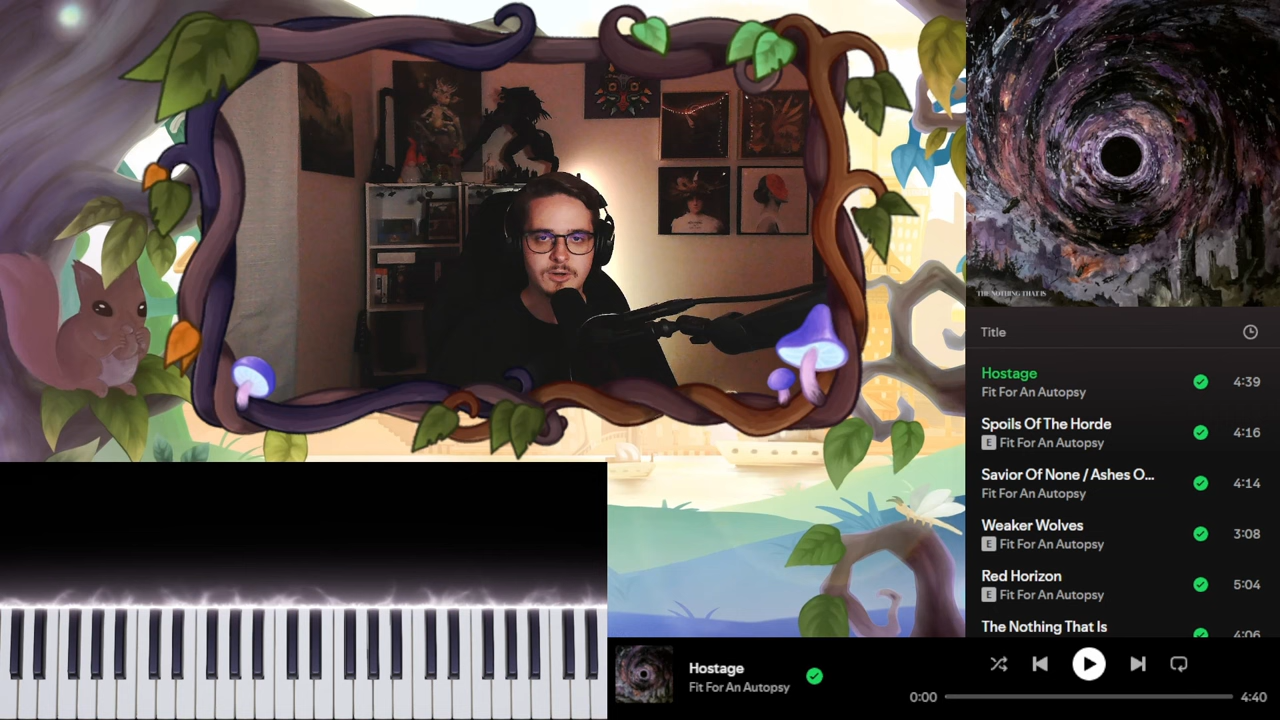 THE NOTHING THAT IS
Title
Hostage
Fit For An Autopsy
4:39
Spoils Of The Horde
E Fit For An Autopsy
4:16
Savior Of None / Ashes O...
Fit For An Autopsy
4:14
Weaker Wolves
E Fit For An Autopsy
3:08
Red Horizon
E Fit For An Autopsy
5:04
The Nothing That Is
4:06
Hostage
Fit For An Autopsy
0:00
4:40